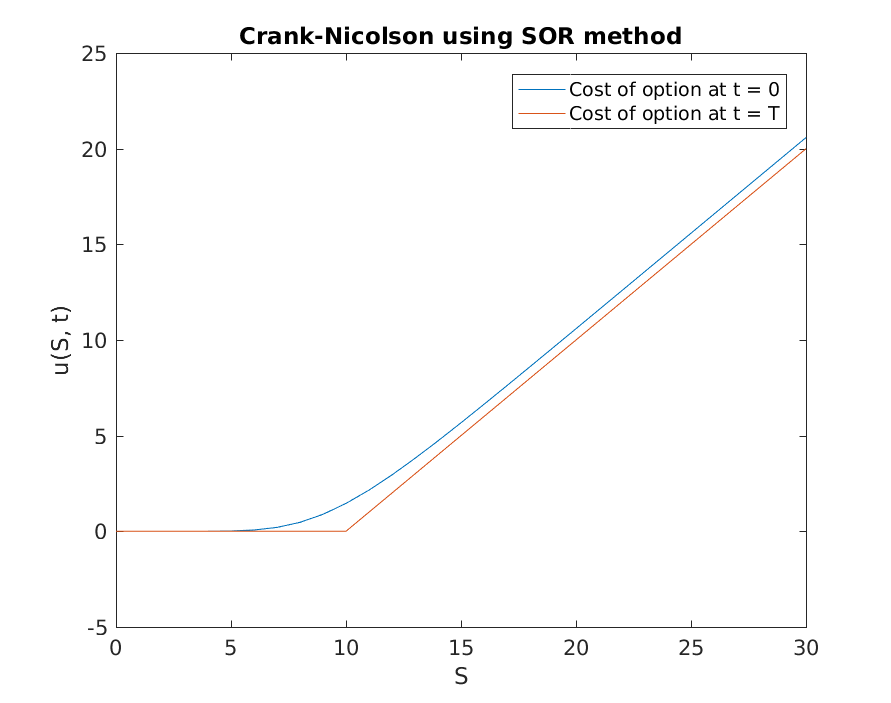 Crank-Nicolson using SOR method
25
Cost of option at t = 0
Cost of option at t = T
20
15
10
5
0
-5
u(S, t)
0 5 10 15 20 25 30
S